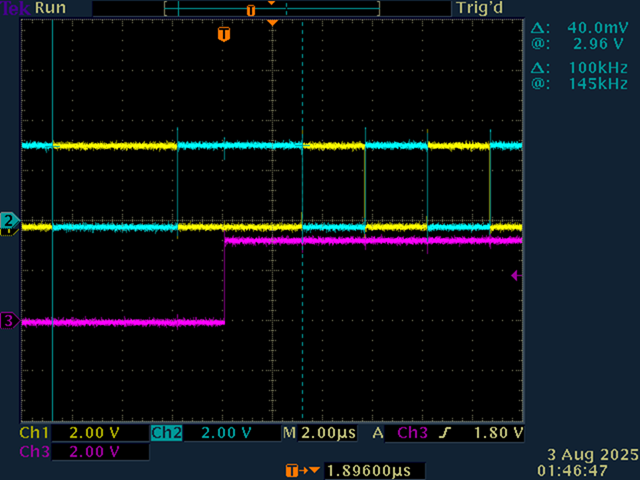 Tek Run Trig'd
T
T
Δ: 40.0mV
@: 2.96 V
Δ: 100kHz
@: 145kHz
2
3
Ch1 2.00 V Ch2 2.00 V M 2.00µs A Ch3 ʃ 1.80 V
Ch3 2.00 V
3 Aug 2025
T→▼ 1.89600µs 01:46:47